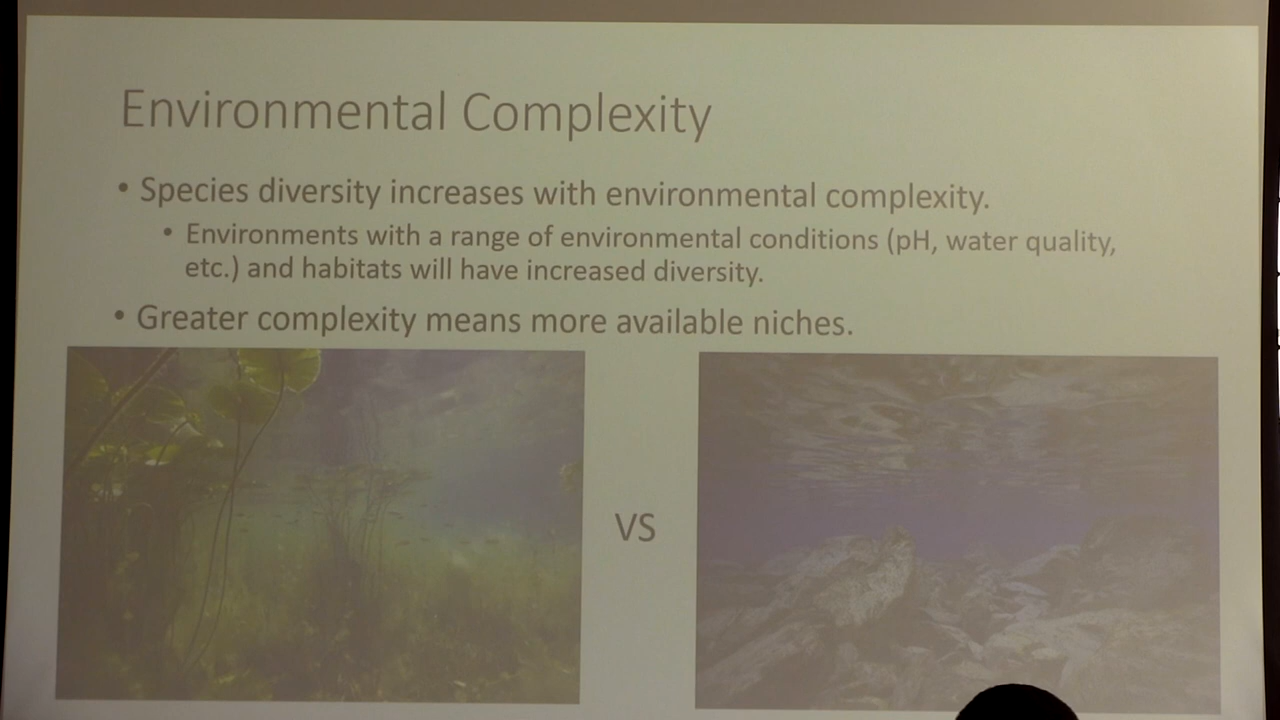 Environmental Complexity
• Species diversity increases with environmental complexity.
• Environments with a range of environmental conditions (pH, water quality,
etc.) and habitats will have increased diversity.
• Greater complexity means more available niches.
VS